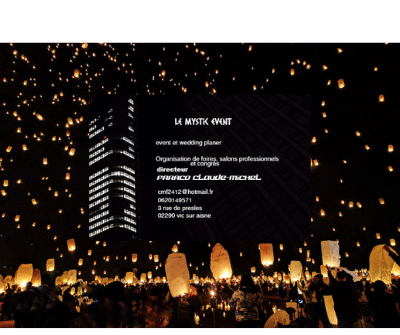 LE MYSTIC EVENT
event et wedding planer
Organisation de foires, salons professionnels
et congrès
directeur
PARACO CLAUDE-MICHEL
cmf2412@hotmail.fr
0620149571
3 rue de presles
02290 vic sur aisne